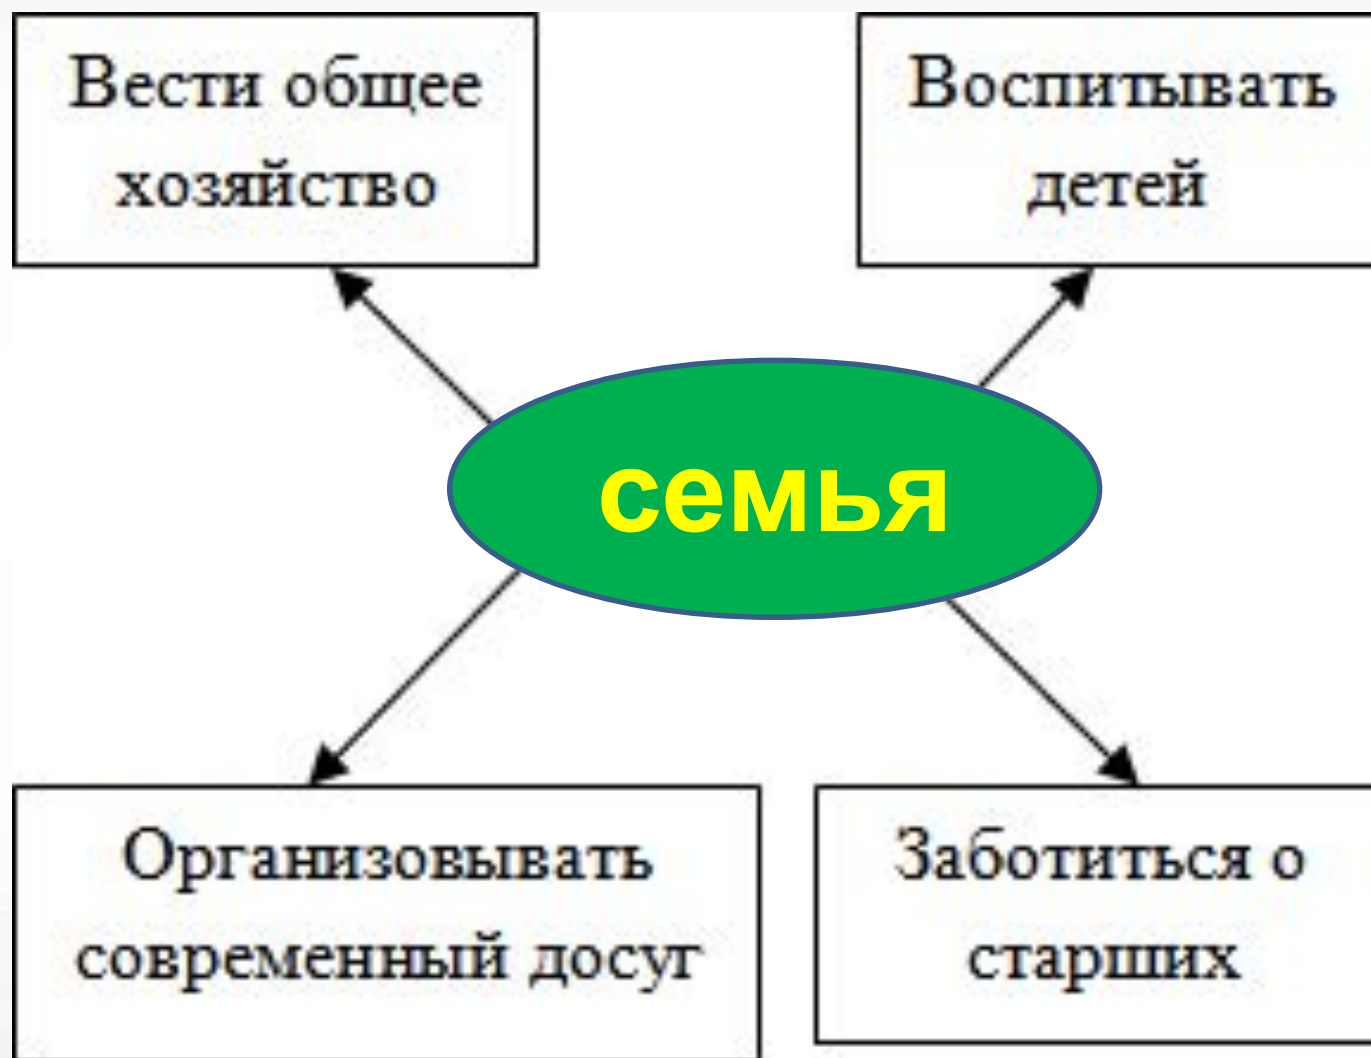 Вести общее
хозяйство
Воспитывать
детей
семья
Организовывать
современный досуг
Заботиться о
старших